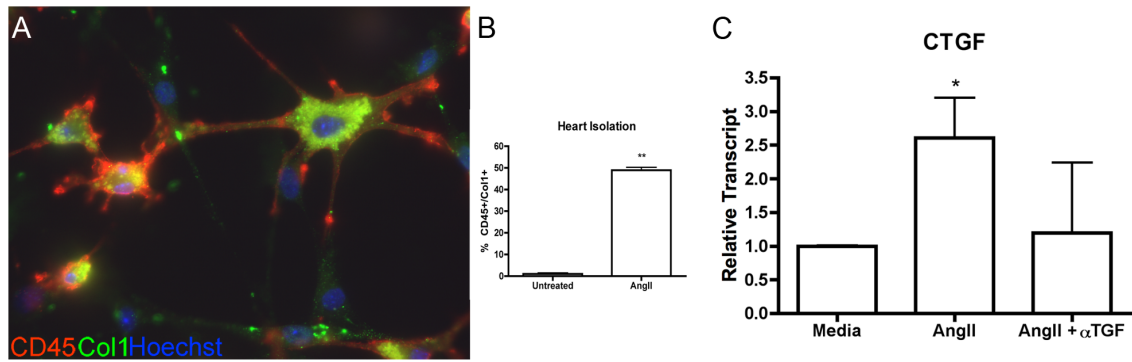 A
CD45Col1Hoechst
B
Heart Isolation
% CD45+/Col1+
60
50
40
30
20
10
0
**
Untreated
AngII
C
CTGF
Relative Transcript
3.5
3.0
2.5
2.0
1.5
1.0
0.5
0.0
*
Media
AngII
AngII + αTGF